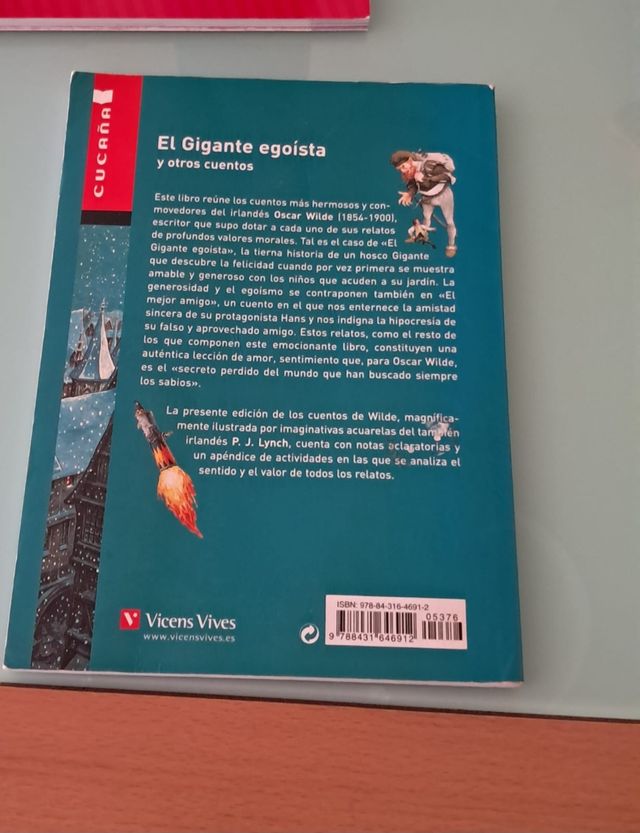 CUCAÑA
El Gigante egoísta
y otros cuentos
Este libro reúne los cuentos más hermosos y con-
movedores del irlandés Oscar Wilde (1854-1900),
escritor que supo dotar a cada uno de sus relatos
de profundos valores morales. Tal es el caso de «El
Gigante egoísta», la tierna historia de un hosco Gigante
que descubre la felicidad cuando por vez primera se muestra
amable y generoso con los niños que acuden a su jardín. La
generosidad y el egoísmo se contraponen también en «El
mejor amigo», un cuento en el que nos enternece la amistad
sincera de su protagonista Hans y nos indigna la hipocresía de
su falso y aprovechado amigo. Estos relatos, como el resto de
los que componen este emocionante libro, constituyen una
auténtica lección de amor, sentimiento que, para Oscar Wilde,
es el «secreto perdido del mundo que han buscado siempre
los sabios».
La presente edición de los cuentos de Wilde, magnífica-
mente ilustrada por imaginativas acuarelas del también
irlandés P. J. Lynch, cuenta con notas aclaratorias y
un apéndice de actividades en las que se analiza el
sentido y el valor de todos los relatos.
Vicens Vives
www.vicensvives.es
ISBN: 978-84-316-4691-2
05376
9 788431 646912